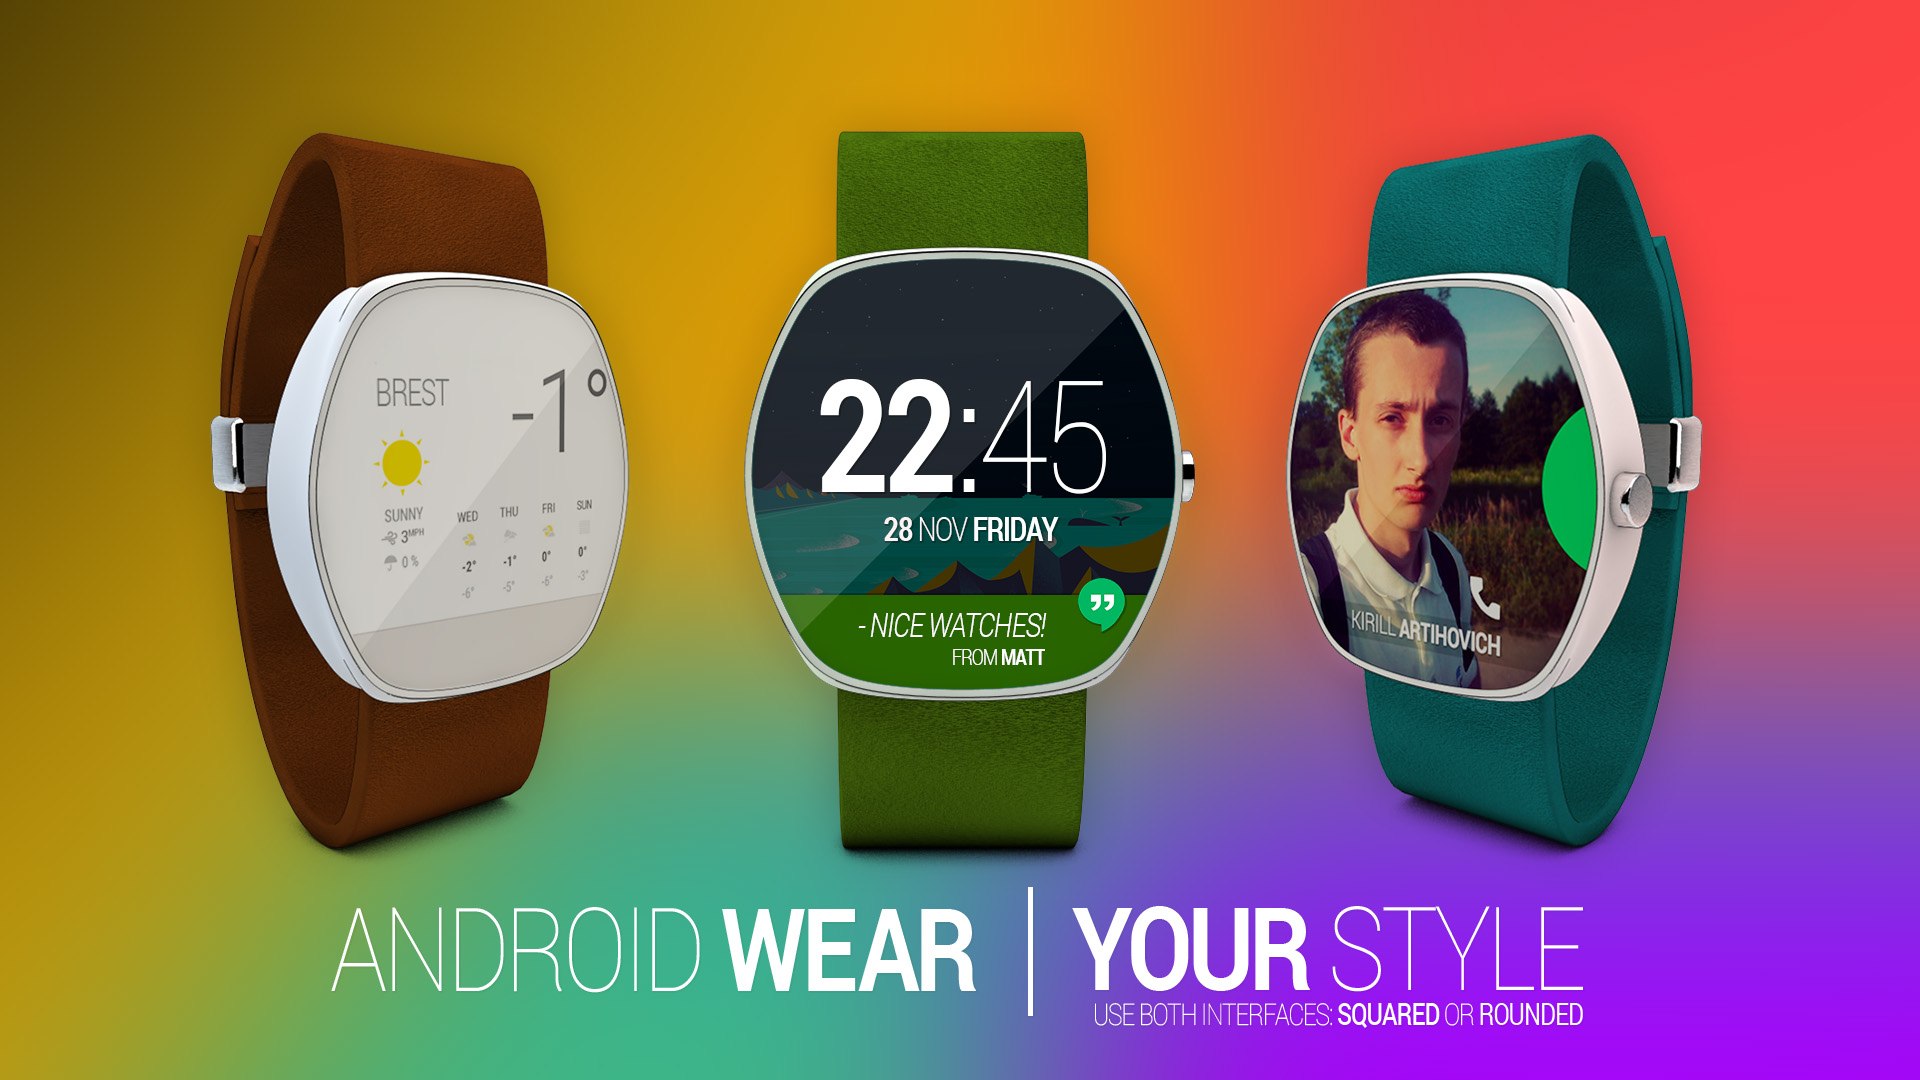 BREST
-1°
SUNNY
3MPH
0%
WED THU FRI SUN
-2° -1° 0° 0°
-6° -5° -6° -3°
22:45
28 NOV FRIDAY
- NICE WATCHES!
FROM MATT
KIRILL ARTIHOVICH
ANDROID WEAR | YOUR STYLE
USE BOTH INTERFACES: SQUARED OR ROUNDED